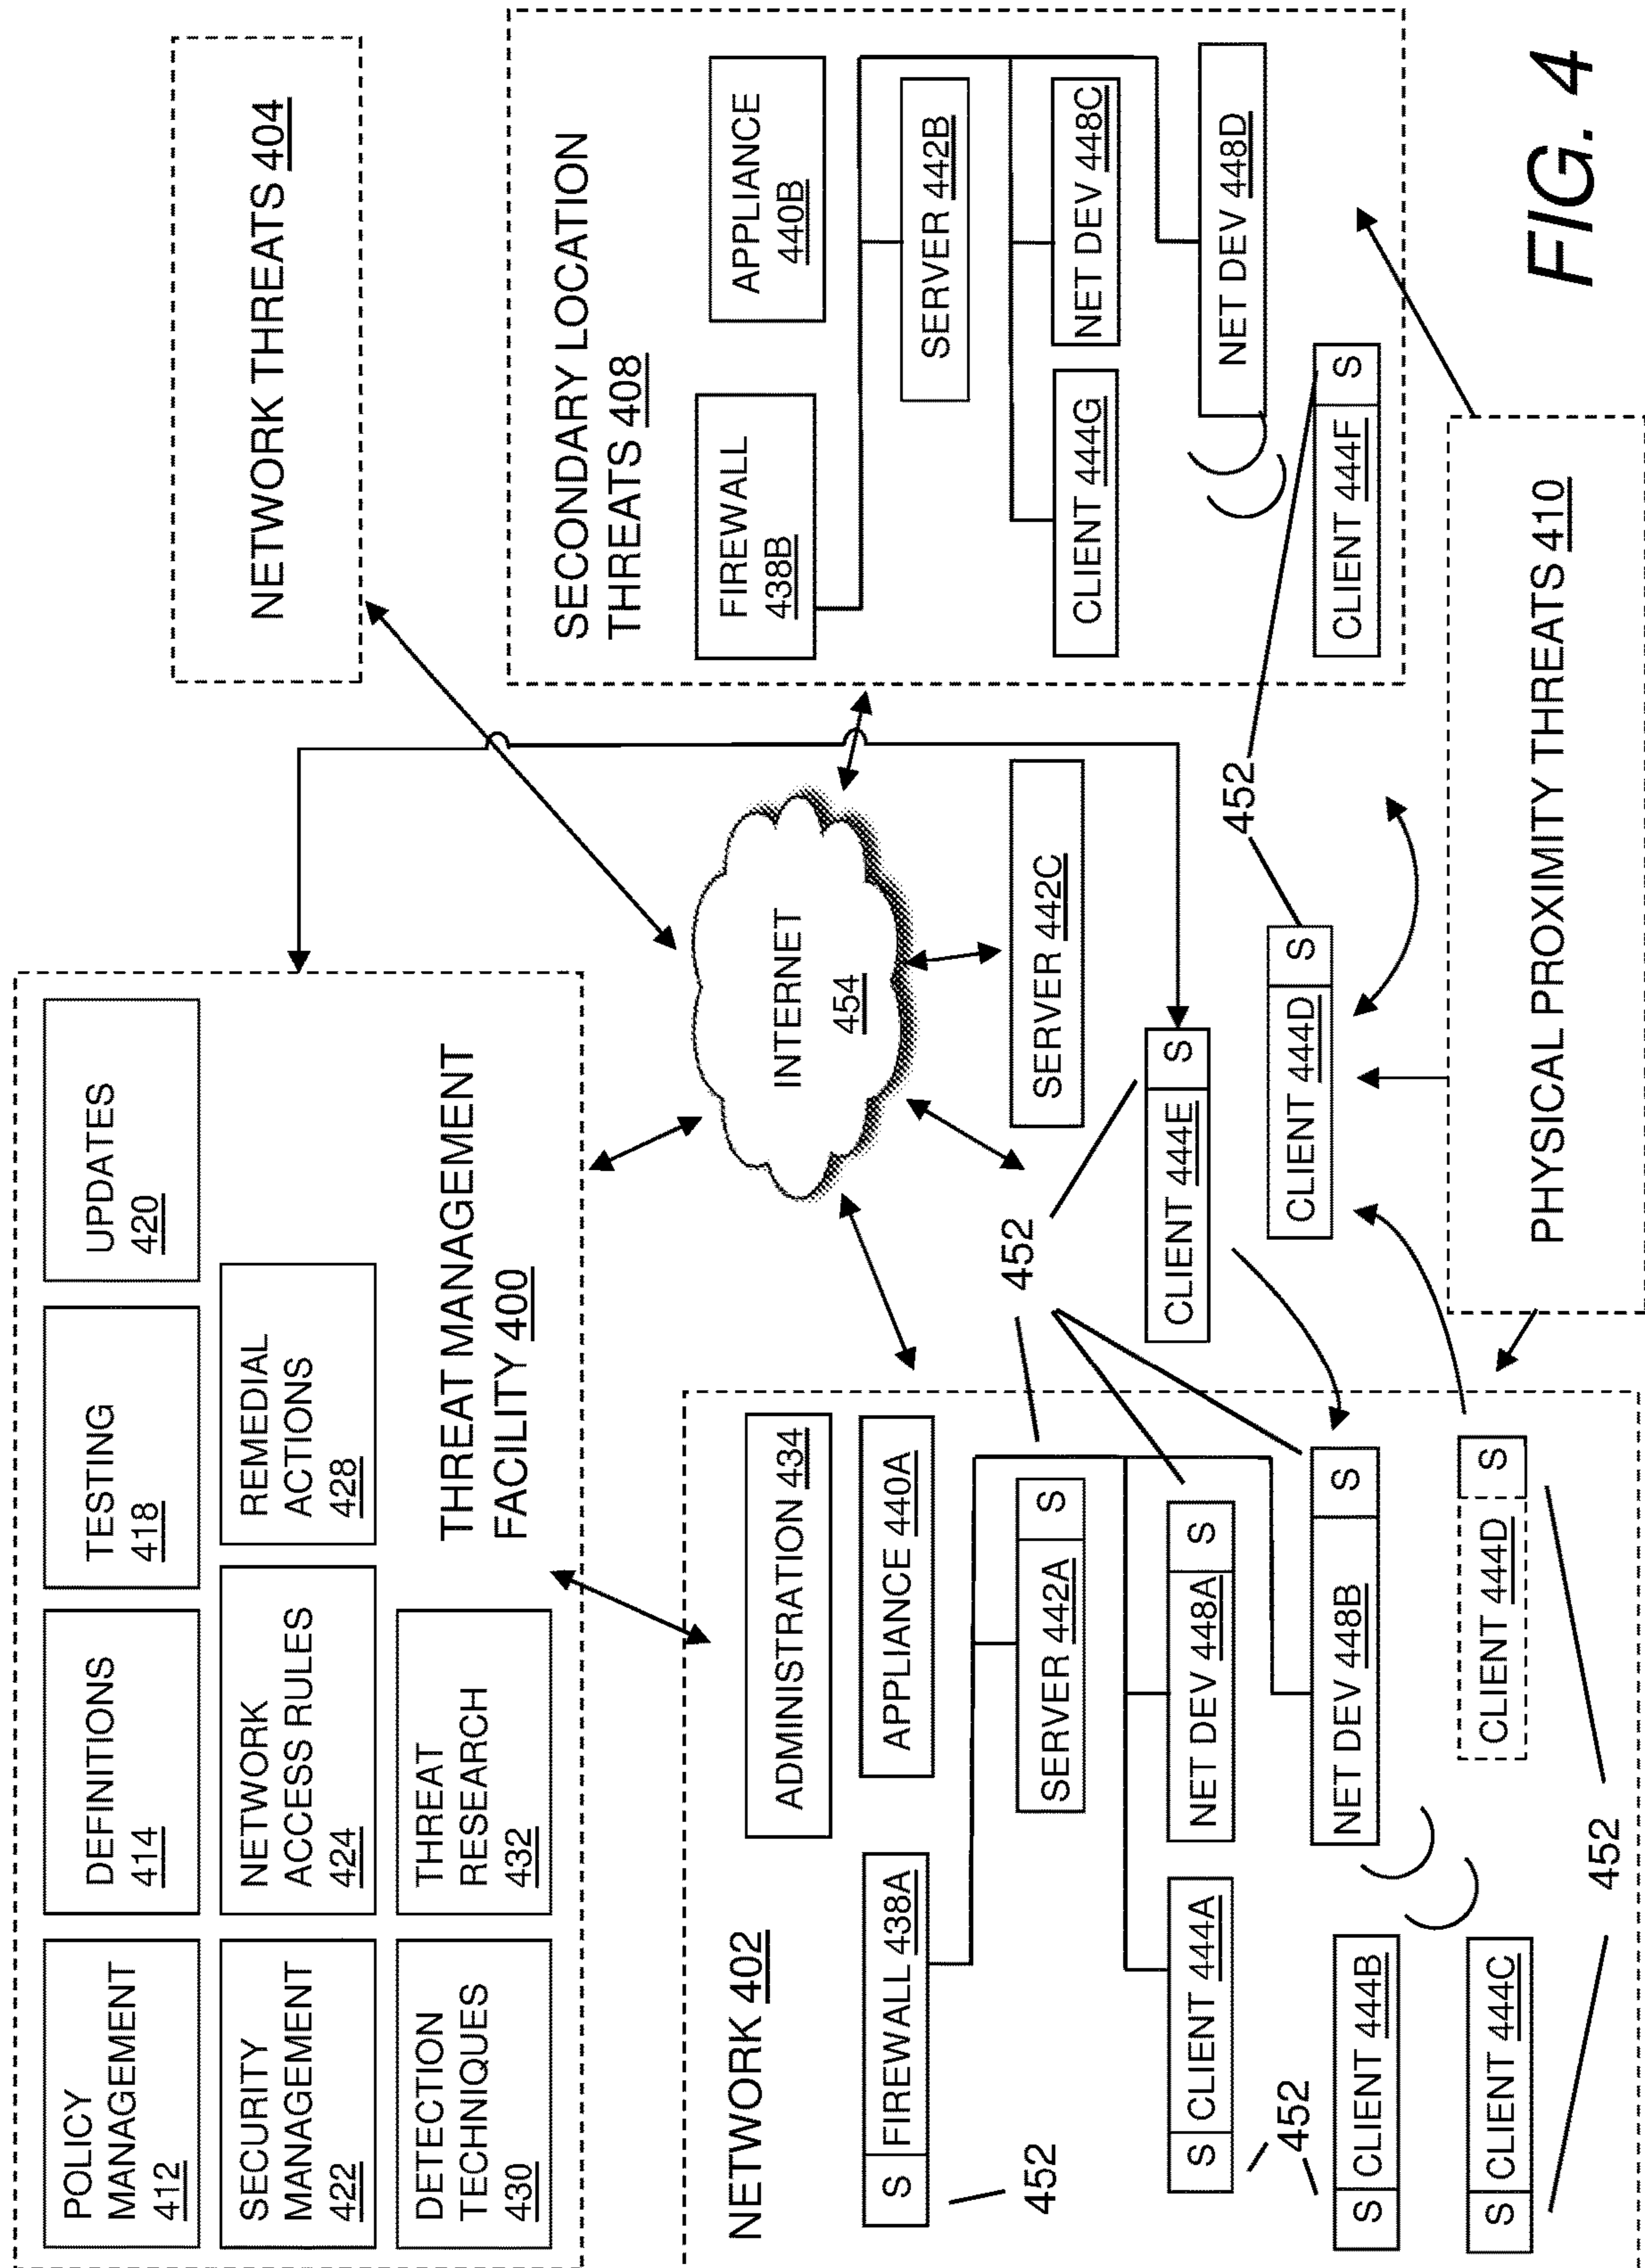 POLICY
MANAGEMENT
412
DEFINITIONS
414
TESTING
418
UPDATES
420
SECURITY
MANAGEMENT
422
NETWORK
ACCESS RULES
424
REMEDIAL
ACTIONS
428
DETECTION
TECHNIQUES
430
THREAT
RESEARCH
432
THREAT MANAGEMENT
FACILITY 400
NETWORK THREATS 404
SECONDARY LOCATION
THREATS 408
FIREWALL
438B
APPLIANCE
440B
SERVER 442B
CLIENT 444G
NET DEV 448C
NET DEV 448D
CLIENT 444F S
INTERNET
454
SERVER 442C
NETWORK 402
ADMINISTRATION 434
S FIREWALL 438A
APPLIANCE 440A
452
SERVER 442A S
452
S CLIENT 444A
NET DEV 448A S
CLIENT 444E S
452
452
S CLIENT 444B
NET DEV 448B S
CLIENT 444D S
S CLIENT 444C
CLIENT 444D S
452
PHYSICAL PROXIMITY THREATS 410
FIG. 4